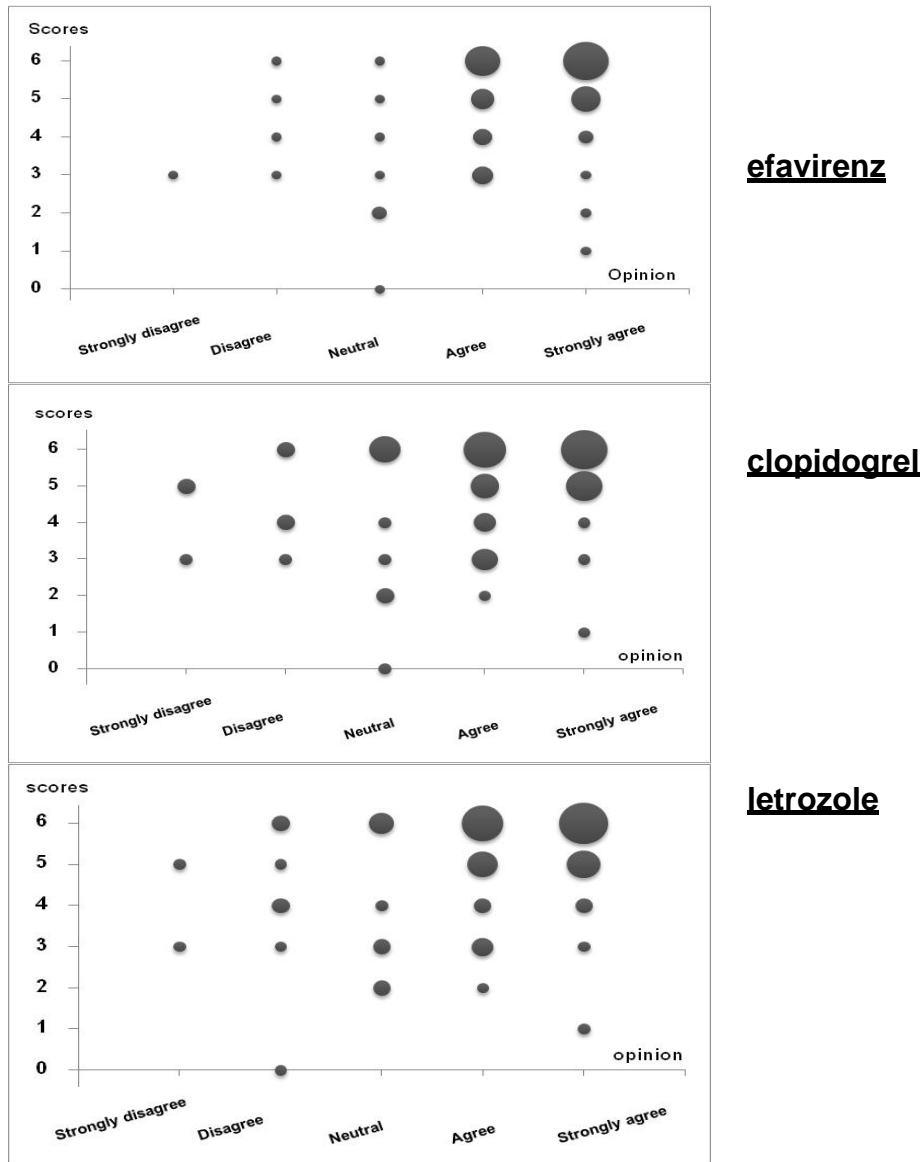 Scores
6
5
4
3
2
1
0
Opinion
Strongly disagree
Disagree
Neutral
Agree
Strongly agree
efavirenz
scores
6
5
4
3
2
1
0
opinion
Strongly disagree
Disagree
Neutral
Agree
Strongly agree
clopidogrel
scores
6
5
4
3
2
1
0
opinion
Strongly disagree
Disagree
Neutral
Agree
Strongly agree
letrozole